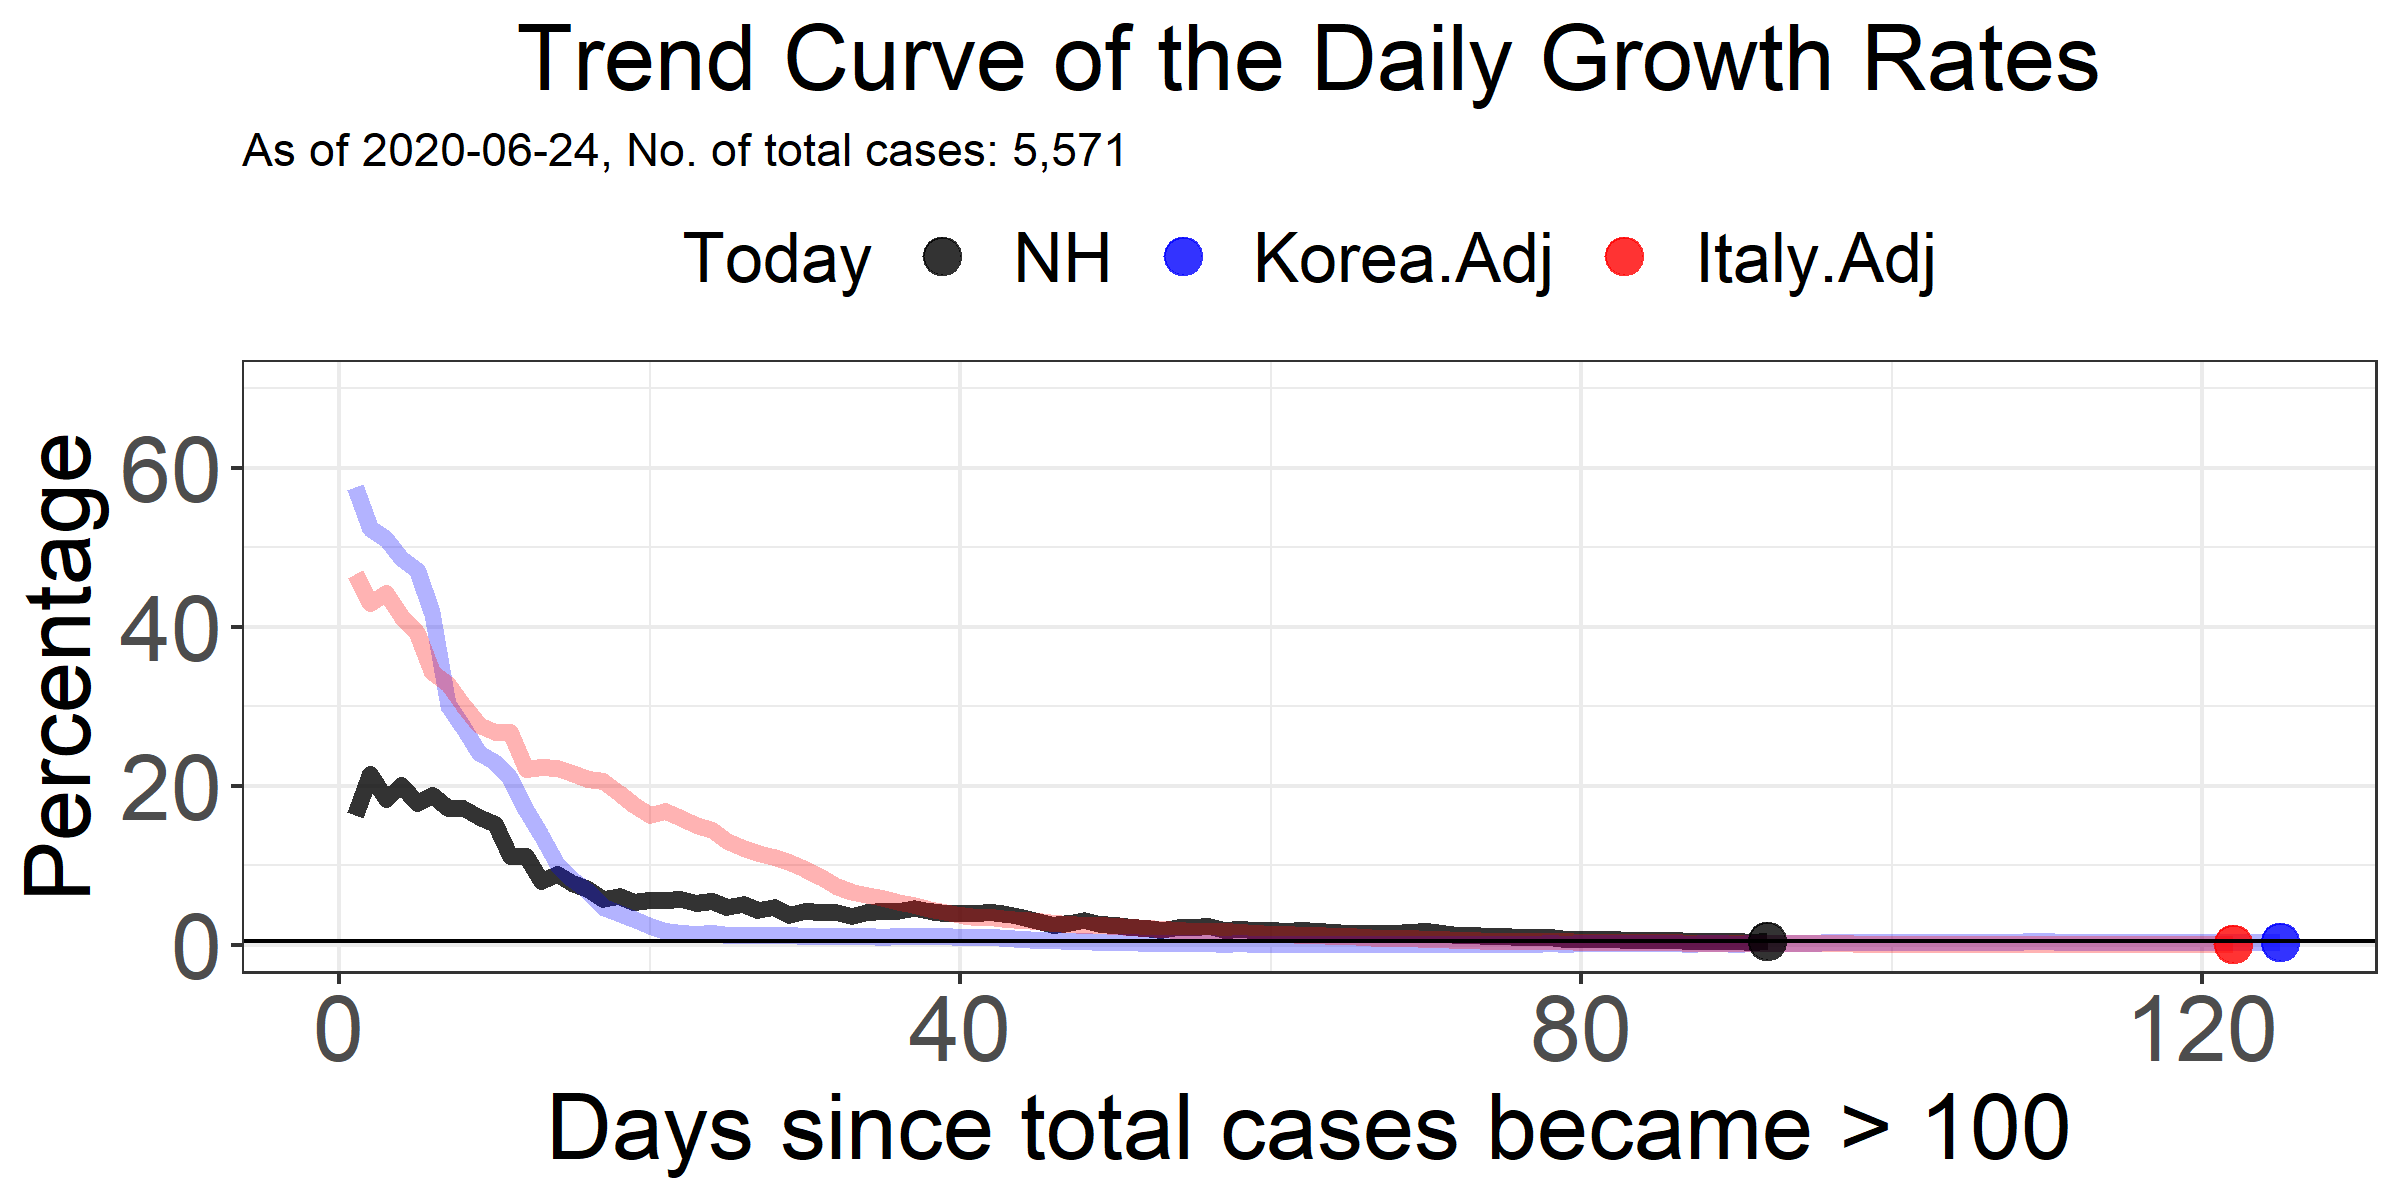 Trend Curve of the Daily Growth Rates
As of 2020-06-24, No. of total cases: 5,571
Today NH Korea.Adj Italy.Adj
Percentage
60
40
20
0
0 40 80 120
Days since total cases became > 100